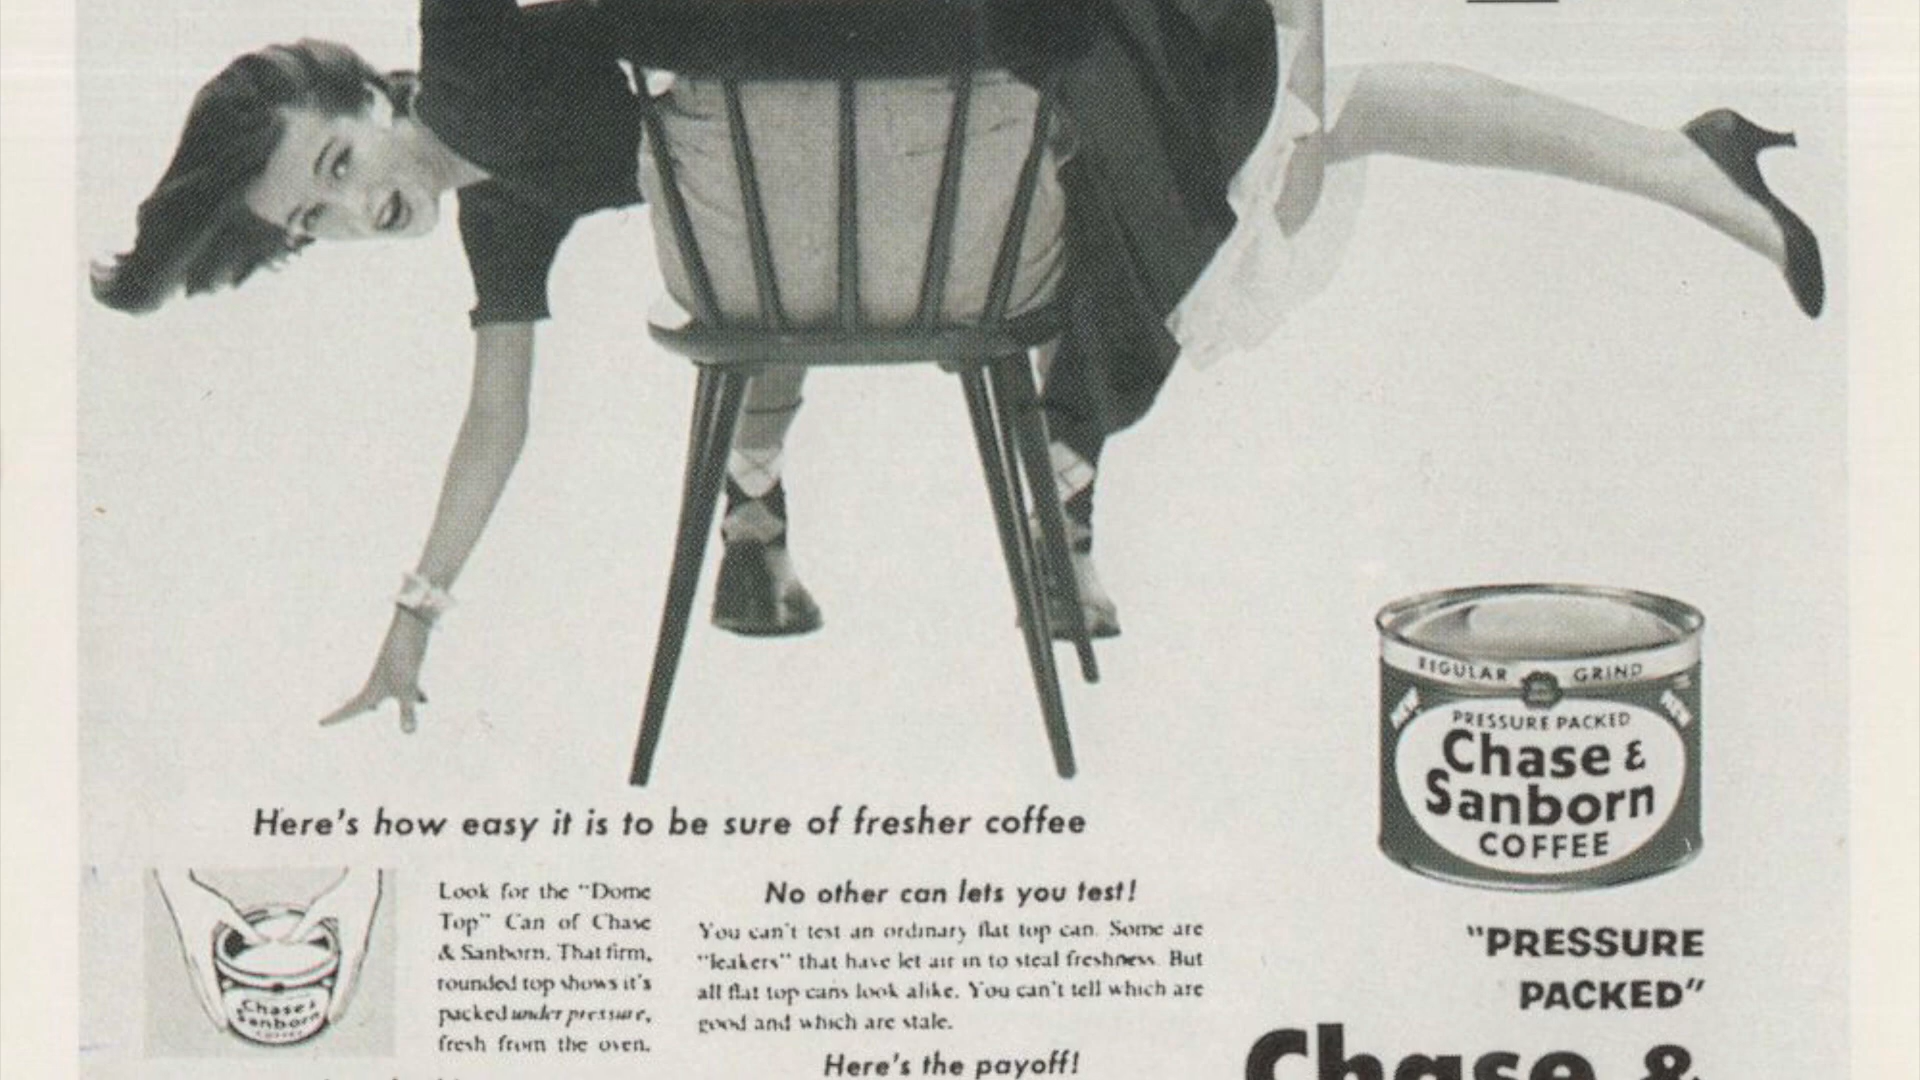 Here's how easy it is to be sure of fresher coffee
Look for the "Dome
Top" Can of Chase
& Sanborn. That firm,
rounded top shows it's
packed under pressure,
fresh from the oven.
No other can lets you test!
You can't test an ordinary flat top can. Some are
"leakers" that have let air in to steal freshness. But
all flat top cans look alike. You can't tell which are
good and which are stale.
Here's the payoff!
Chase &
Sanborn
COFFEE
REGULAR GRIND
NEW
NEW
PRESSURE PACKED
Chase &
Sanborn
COFFEE
"PRESSURE
PACKED"
Chase &